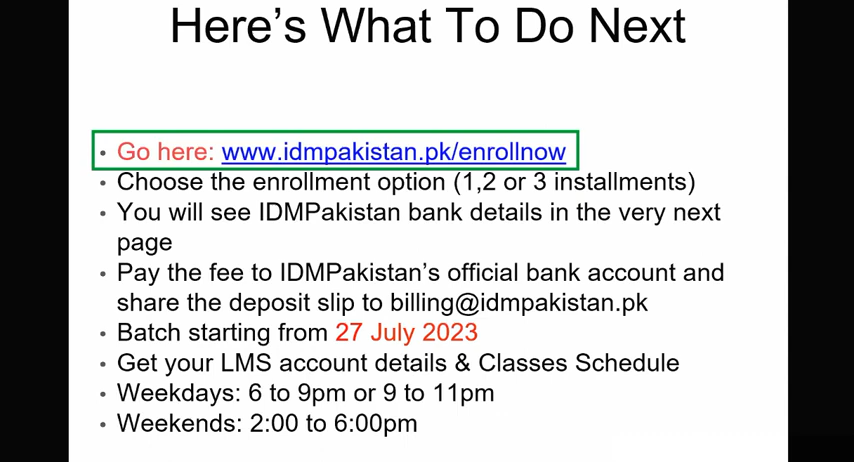 Here’s What To Do Next
• Go here: www.idmpakistan.pk/enrollnow
• Choose the enrollment option (1,2 or 3 installments)
• You will see IDMPakistan bank details in the very next
page
• Pay the fee to IDMPakistan’s official bank account and
share the deposit slip to billing@idmpakistan.pk
• Batch starting from 27 July 2023
• Get your LMS account details & Classes Schedule
• Weekdays: 6 to 9pm or 9 to 11pm
• Weekends: 2:00 to 6:00pm